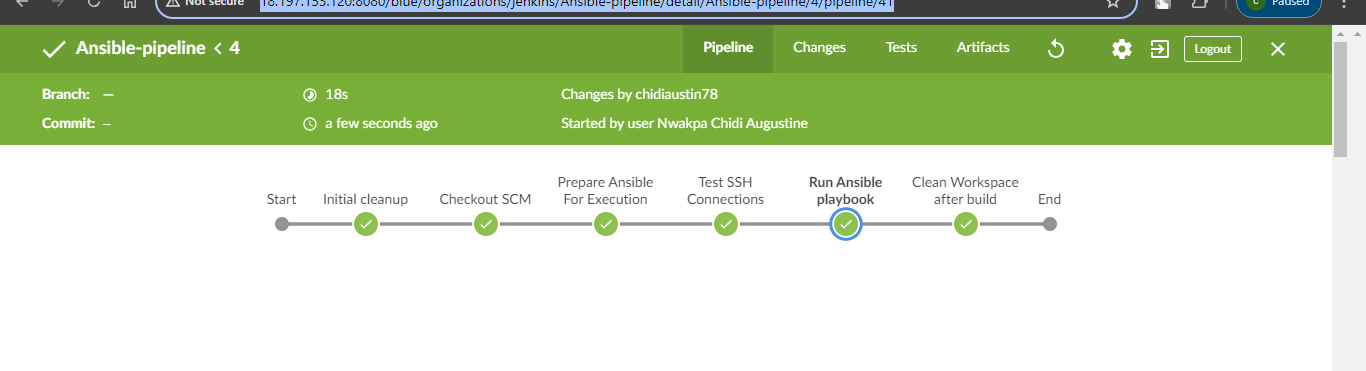 Not secure 18.197.153.120:8080/blue/organizations/jenkins/Ansible-pipeline/detail/Ansible-pipeline/4/pipeline/41 Paused
Ansible-pipeline < 4 Pipeline Changes Tests Artifacts Logout
Branch: — 18s Changes by chidiaustin78
Commit: – a few seconds ago Started by user Nwakpa Chidi Augustine
Start Initial cleanup Checkout SCM Prepare Ansible For Execution Test SSH Connections Run Ansible playbook Clean Workspace after build End